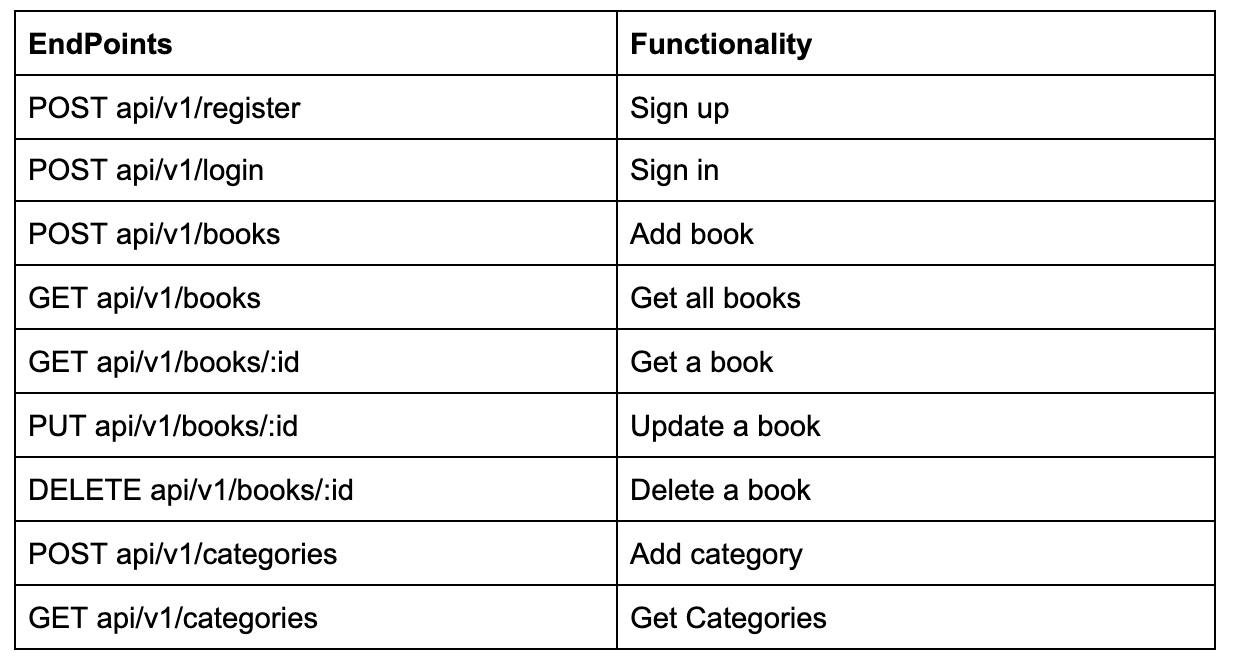 EndPoints Functionality
POST api/v1/register Sign up
POST api/v1/login Sign in
POST api/v1/books Add book
GET api/v1/books Get all books
GET api/v1/books/:id Get a book
PUT api/v1/books/:id Update a book
DELETE api/v1/books/:id Delete a book
POST api/v1/categories Add category
GET api/v1/categories Get Categories